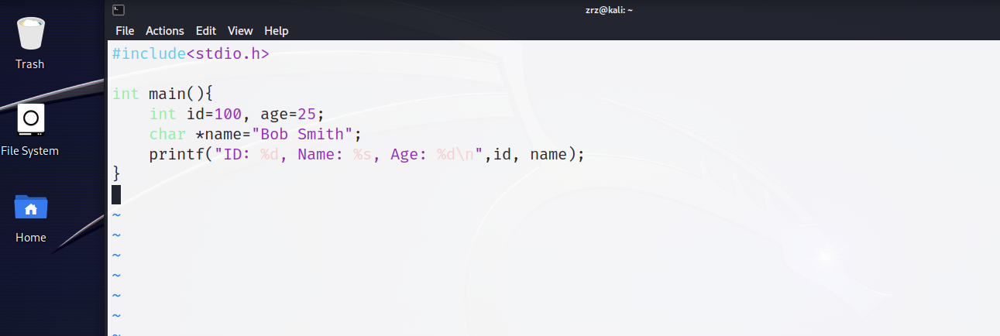 zrz@kali: ~
File Actions Edit View Help
Trash
File System
Home
#include<stdio.h>
int main(){
    int id=100, age=25;
    char *name="Bob Smith";
    printf("ID: %d, Name: %s, Age: %d\n",id, name);
}
~
~
~
~
~
~
~